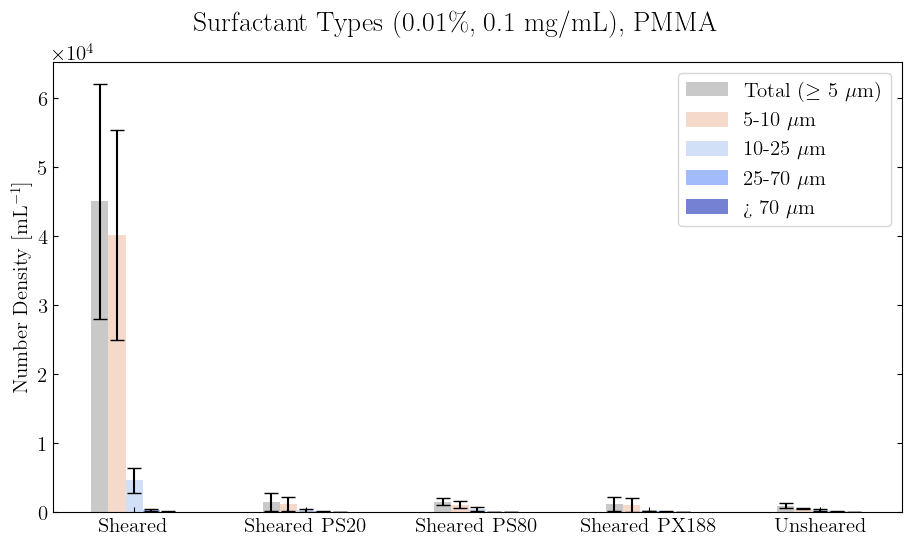 Surfactant Types (0.01%, 0.1 mg/mL), PMMA
×10⁴
Number Density [mL⁻¹]
6
5
4
3
2
1
0
Total (≥ 5 μm)
5-10 μm
10-25 μm
25-70 μm
¿ 70 μm
Sheared
Sheared PS20
Sheared PS80
Sheared PX188
Unsheared